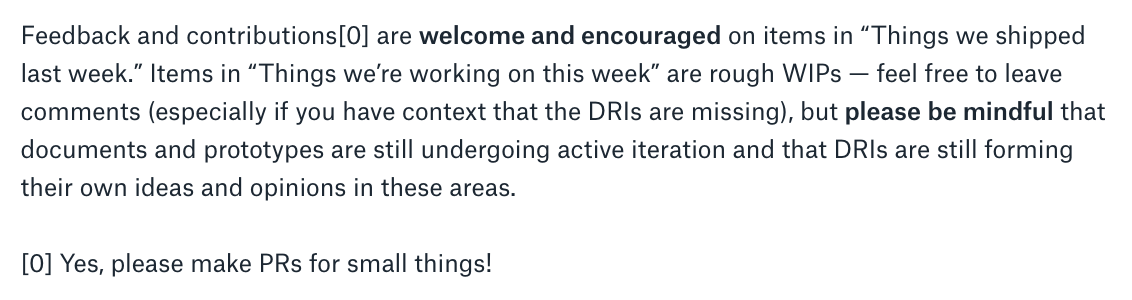 Feedback and contributions[0] are welcome and encouraged on items in “Things we shipped
last week.” Items in “Things we’re working on this week” are rough WIPs — feel free to leave
comments (especially if you have context that the DRIs are missing), but please be mindful that
documents and prototypes are still undergoing active iteration and that DRIs are still forming
their own ideas and opinions in these areas.
[0] Yes, please make PRs for small things!